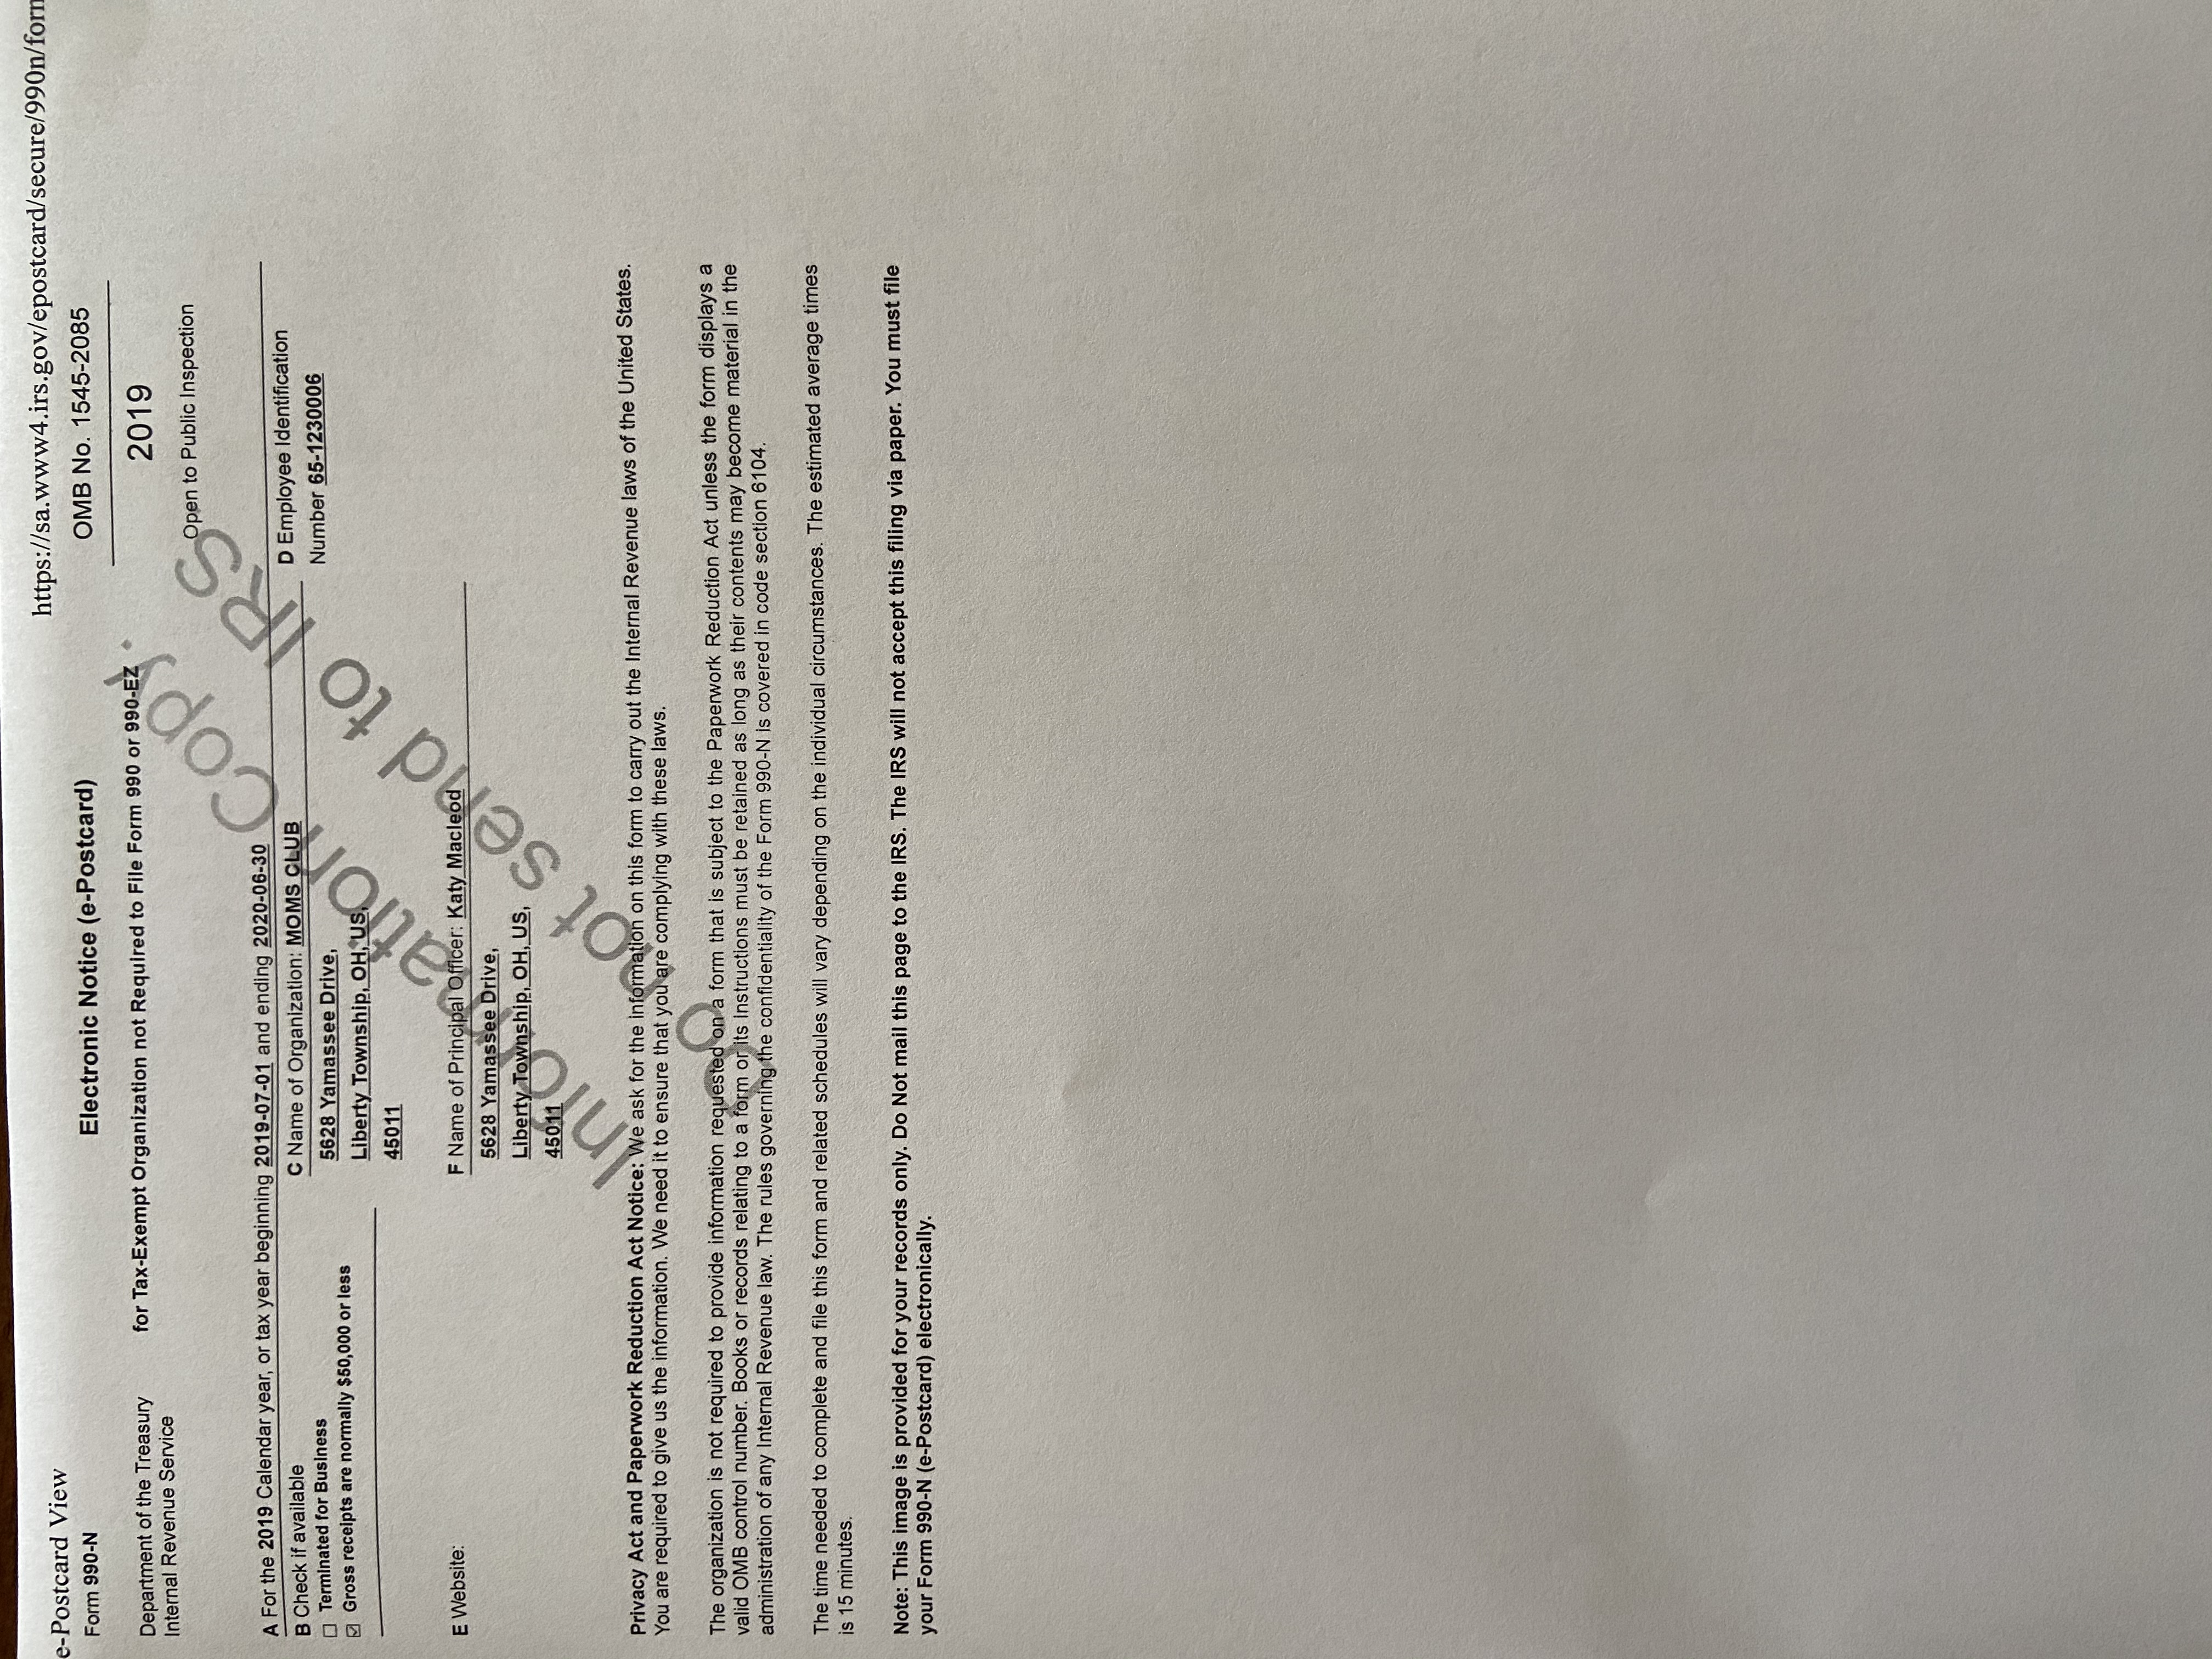 e-Postcard View
https://sa.www4.irs.gov/epostcard/secure/990n/forn
Form 990-N
Electronic Notice (e-Postcard)
OMB No. 1545-2085
Department of the Treasury
Internal Revenue Service
for Tax-Exempt Organization not Required to File Form 990 or 990-EZ
2019
Open to Public Inspection
A For the 2019 Calendar year, or tax year beginning 2019-07-01 and ending 2020-06-30
B Check if available
Terminated for Business
Gross receipts are normally $50,000 or less
C Name of Organization: MOMS CLUB
5628 Yamassee Drive,
Liberty Township, OH, US,
45011
D Employee Identification
Number 65-1230006
E Website:
F Name of Principal Officer: Katy Macleod
5628 Yamassee Drive,
Liberty Township, OH, US,
45011
Information Copy.
Do not send to IRS
Privacy Act and Paperwork Reduction Act Notice: We ask for the information on this form to carry out the Internal Revenue laws of the United States.
You are required to give us the information. We need it to ensure that you are complying with these laws.
The organization is not required to provide information requested on a form that is subject to the Paperwork Reduction Act unless the form displays a
valid OMB control number. Books or records relating to a form or its Instructions must be retained as long as their contents may become material in the
administration of any Internal Revenue law. The rules governing the confidentiality of the Form 990-N is covered in code section 6104.
The time needed to complete and file this form and related schedules will vary depending on the individual circumstances. The estimated average times
is 15 minutes.
Note: This image is provided for your records only. Do Not mail this page to the IRS. The IRS will not accept this filing via paper. You must file
your Form 990-N (e-Postcard) electronically.